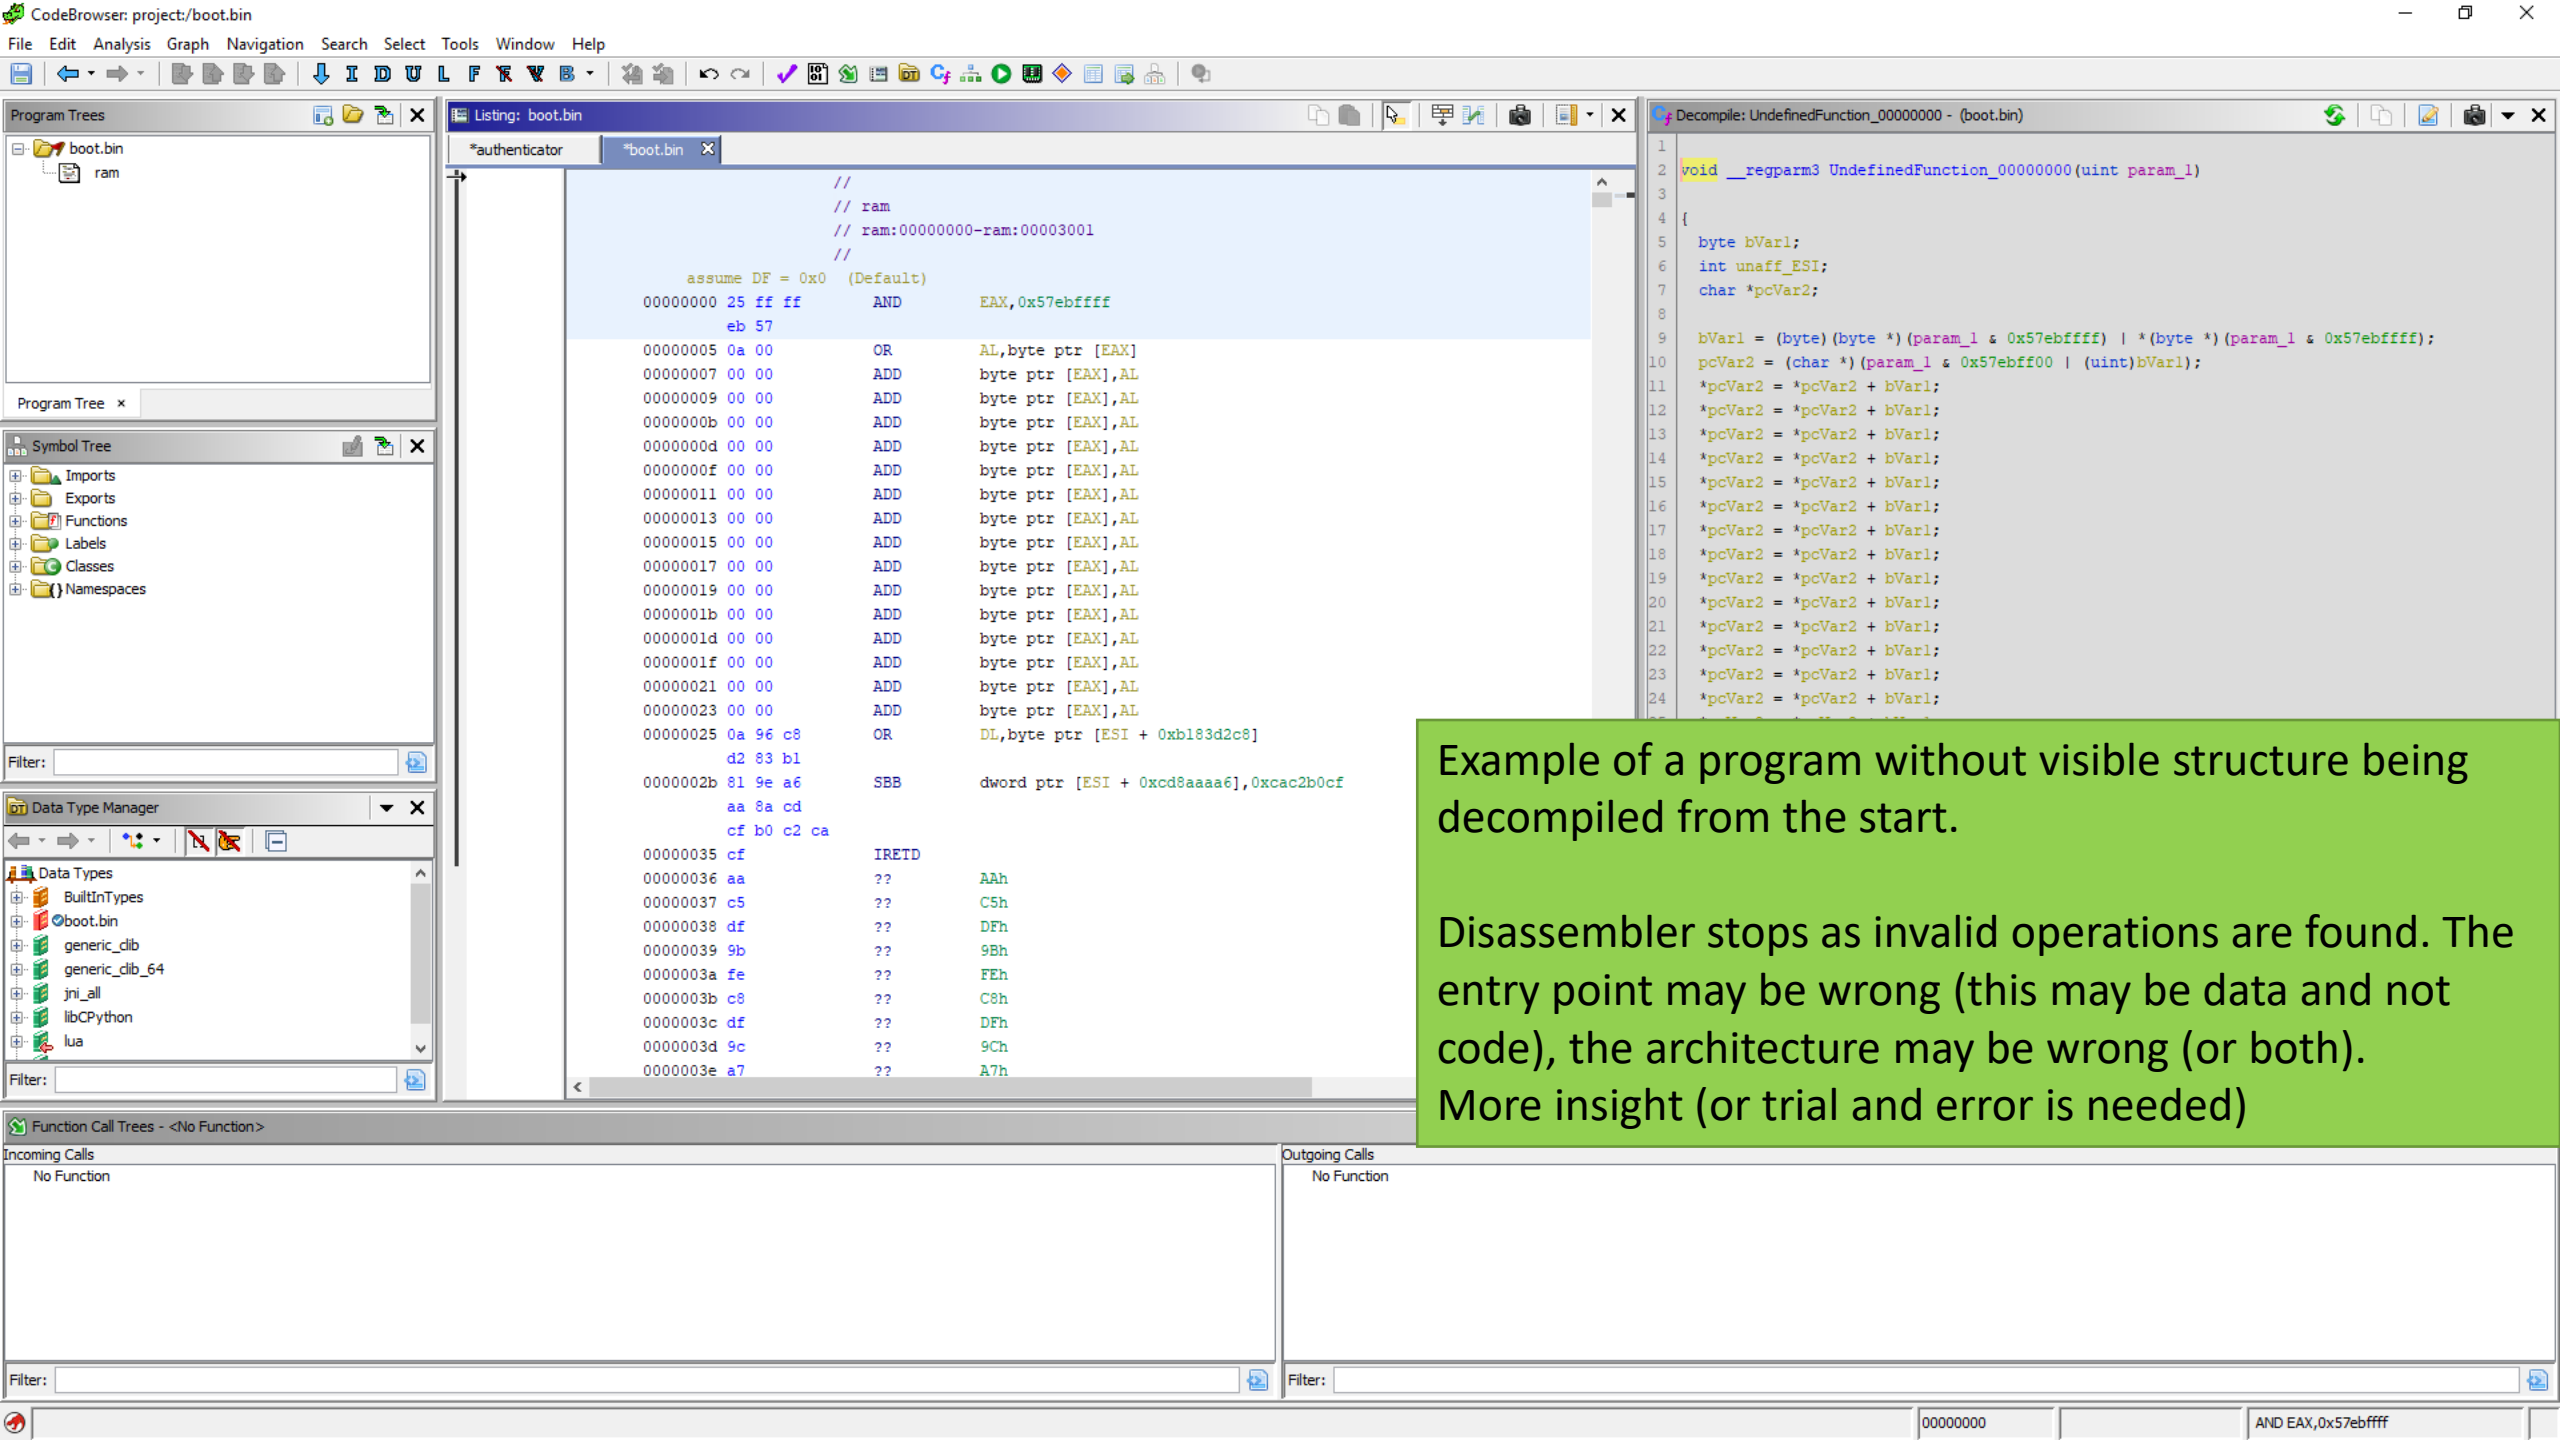 CodeBrowser: project:/boot.bin
File Edit Analysis Graph Navigation Search Select Tools Window Help
I D U L F R V B
Program Trees
boot.bin
ram
Program Tree ×
Symbol Tree
Imports
Exports
Functions
Labels
Classes
Namespaces
Filter:
Data Type Manager
Data Types
BuiltInTypes
boot.bin
generic_clib
generic_clib_64
jni_all
libCPython
lua
Filter:
Listing: boot.bin
*authenticator
*boot.bin
//
// ram
// ram:00000000-ram:00003001
//
assume DF = 0x0 (Default)
00000000 25 ff ff AND EAX,0x57ebffff
eb 57
00000005 0a 00 OR AL,byte ptr [EAX]
00000007 00 00 ADD byte ptr [EAX],AL
00000009 00 00 ADD byte ptr [EAX],AL
0000000b 00 00 ADD byte ptr [EAX],AL
0000000d 00 00 ADD byte ptr [EAX],AL
0000000f 00 00 ADD byte ptr [EAX],AL
00000011 00 00 ADD byte ptr [EAX],AL
00000013 00 00 ADD byte ptr [EAX],AL
00000015 00 00 ADD byte ptr [EAX],AL
00000017 00 00 ADD byte ptr [EAX],AL
00000019 00 00 ADD byte ptr [EAX],AL
0000001b 00 00 ADD byte ptr [EAX],AL
0000001d 00 00 ADD byte ptr [EAX],AL
0000001f 00 00 ADD byte ptr [EAX],AL
00000021 00 00 ADD byte ptr [EAX],AL
00000023 00 00 ADD byte ptr [EAX],AL
00000025 0a 96 c8 OR DL,byte ptr [ESI + 0xb183d2c8]
d2 83 b1
0000002b 81 9e a6 SBB dword ptr [ESI + 0xcd8aaaa6],0xcac2b0cf
aa 8a cd
cf b0 c2 ca
00000035 cf IRETD
00000036 aa ?? AAh
00000037 c5 ?? C5h
00000038 df ?? DFh
00000039 9b ?? 9Bh
0000003a fe ?? FEh
0000003b c8 ?? C8h
0000003c df ?? DFh
0000003d 9c ?? 9Ch
0000003e a7 ?? A7h
Decompile: UndefinedFunction_00000000 - (boot.bin)
1
2 void __regparm3 UndefinedFunction_00000000(uint param_1)
3
4 {
5 byte bVar1;
6 int unaff_ESI;
7 char *pcVar2;
8
9 bVar1 = (byte)(byte *)(param_1 & 0x57ebffff) | *(byte *)(param_1 & 0x57ebffff);
10 pcVar2 = (char *)(param_1 & 0x57ebff00 | (uint)bVar1);
11 *pcVar2 = *pcVar2 + bVar1;
12 *pcVar2 = *pcVar2 + bVar1;
13 *pcVar2 = *pcVar2 + bVar1;
14 *pcVar2 = *pcVar2 + bVar1;
15 *pcVar2 = *pcVar2 + bVar1;
16 *pcVar2 = *pcVar2 + bVar1;
17 *pcVar2 = *pcVar2 + bVar1;
18 *pcVar2 = *pcVar2 + bVar1;
19 *pcVar2 = *pcVar2 + bVar1;
20 *pcVar2 = *pcVar2 + bVar1;
21 *pcVar2 = *pcVar2 + bVar1;
22 *pcVar2 = *pcVar2 + bVar1;
23 *pcVar2 = *pcVar2 + bVar1;
24 *pcVar2 = *pcVar2 + bVar1;
Example of a program without visible structure being
decompiled from the start.
Disassembler stops as invalid operations are found. The
entry point may be wrong (this may be data and not
code), the architecture may be wrong (or both).
More insight (or trial and error is needed)
Function Call Trees - <No Function>
Incoming Calls
No Function
Filter:
Outgoing Calls
No Function
Filter:
00000000
AND EAX,0x57ebffff